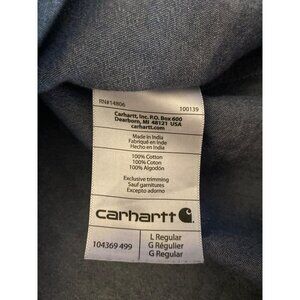 RN#14806 100139
Carhartt, Inc. P.O. Box 600
Dearborn, MI 48121 USA
carhartt.com
Made in India
Fabriqué en Inde
Hecho en India
100% Cotton
100% Coton
100% Algodón
Exclusive trimming
Sauf garnitures
Excepto adorno
carhartt
104369 499
L Regular
G Régulier
G Regular